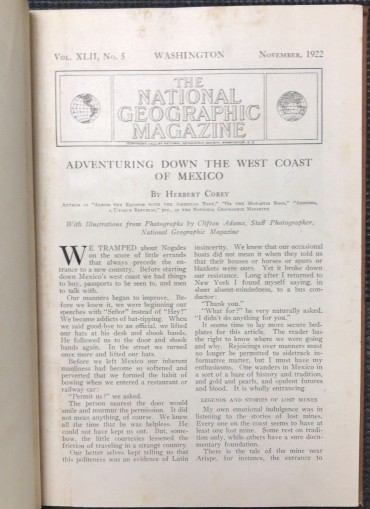 Vol. XLII, No. 5 WASHINGTON November, 1922
THE
NATIONAL
GEOGRAPHIC
MAGAZINE
ADVENTURING DOWN THE WEST COAST
OF MEXICO
By Herbert Corey
With Illustrations from Photographs by Clifton Adams, Staff Photographer,
National Geographic Magazine
WE TRAMPED about Nogales
on the score of little errands
that always precede the en-
trance to a new country. Before starting
down Mexico's west coast we had things
to buy, passports to be seen to, and men
to talk with.
Our manners began to improve. Be-
fore we knew it, we were beginning our
speeches with "Señor" instead of "Hey!"
We became addicts of hat-tipping. When
we said good-bye to an official, we lifted
our hats at his desk and shook hands.
He followed us to the door and shook
hands again. In the street we turned
once more and lifted our hats.
Before we left Mexico our inherent
manliness had become so softened and
perverted that we formed the habit of
bowing when we entered a restaurant or
railway car:
"Permit us!" we asked.
The person nearest the door would
smile and murmur the permission. It did
not mean anything, of course. We knew
all the time that he was helpless. He
could not have kept us out. But, some-
how, the little courtesies lessened the
friction of traveling in a strange country.
Our better selves kept telling us that
this politeness was an evidence of Latin
insincerity. We knew that our occasional
hosts did not mean it when they told us
that their houses or horses or spurs or
blankets were ours. Yet it broke down
our resistance. Long after I returned to
New York I found myself saying, in
sheer absent-mindedness, to a bus con-
ductor:
"Thank you."
"What for?" he very naturally asked,
"I didn't do anything for you."
It seems time to lay more secure bed-
plates for this article. The reader has
the right to know where we were going
and why. Rejoicings over manners must
no longer be permitted to obstruct in-
formative matter, but I must have my
enthusiasms. One wanders in Mexico in
a sort of haze of history and tradition,
and gold and pearls, and opulent futures
and blood. It is wholly entrancing.
LEGENDS AND STORIES OF LOST MINES
My own emotional indulgence was in
listening to the stories of lost mines.
Every one on the coast seems to have at
least one lost mine. Some rest on tradi-
tion only, while others have a sure docu-
mentary foundation.
There is the tale of the mine near
Arispe, for instance, the entrance to